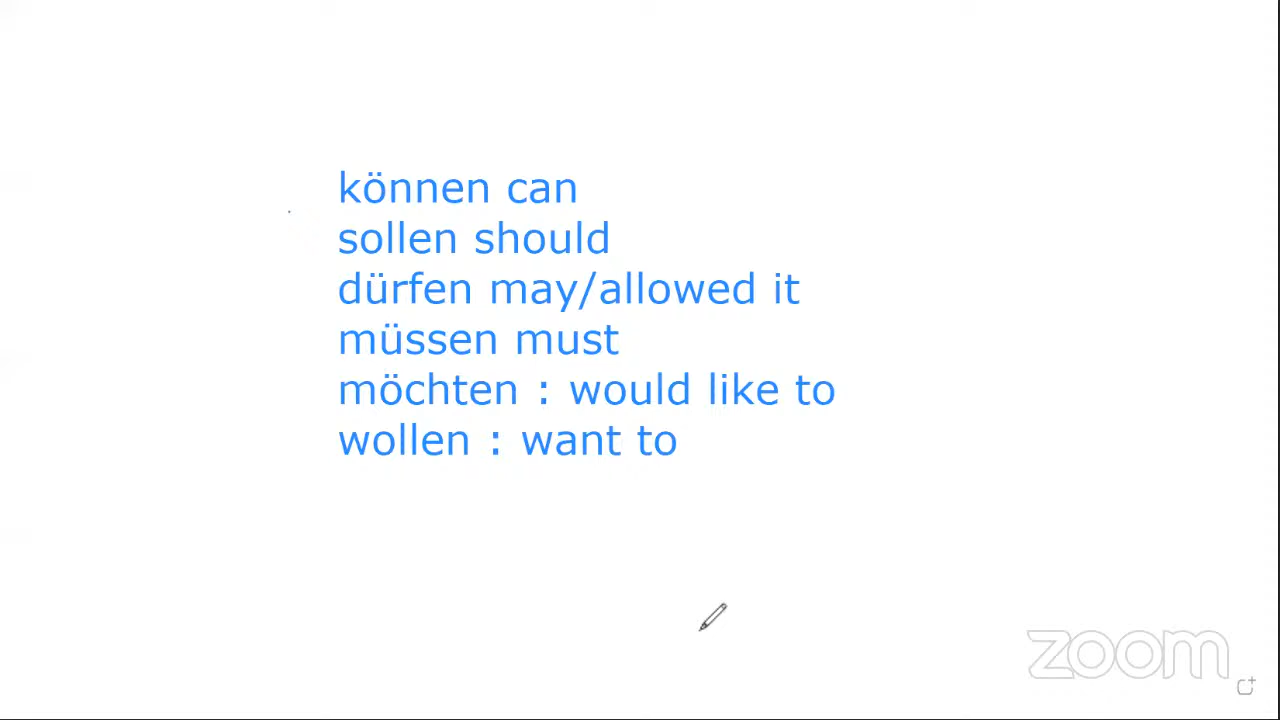 können can
sollen should
dürfen may/allowed it
müssen must
möchten : would like to
wollen : want to
zoom